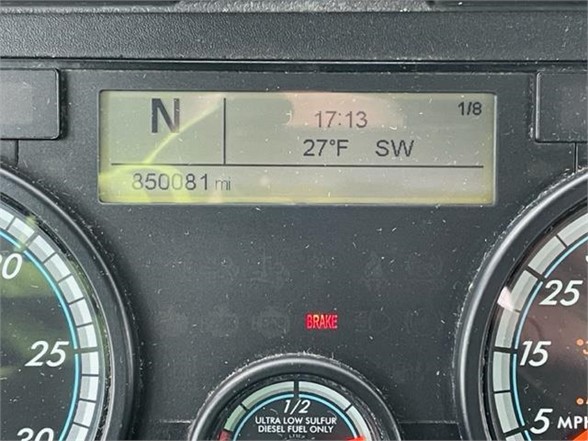 N
17:13
1/8
27°F SW
850081 mi
BRAKE
20
25
30
25
15
5
MPH
1/2
ULTRA LOW SULFUR
DIESEL FUEL ONLY